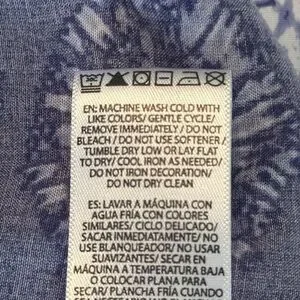 EN: MACHINE WASH COLD WITH
LIKE COLORS/ GENTLE CYCLE/
REMOVE IMMEDIATELY / DO NOT
BLEACH / DO NOT USE SOFTENER /
TUMBLE DRY LOW OR LAY FLAT
TO DRY/ COOL IRON AS NEEDED/
DO NOT IRON DECORATION/
DO NOT DRY CLEAN
ES: LAVAR A MÁQUINA CON
AGUA FRÍA CON COLORES
SIMILARES/ CICLO DELICADO/
SACAR INMEDIATAMENTE/ NO
USE BLANQUEADOR/ NO USAR
SUAVIZANTES/ SECAR EN
MÁQUINA A TEMPERATURA BAJA
O COLOCAR PLANA PARA
SECAR/ PLANCHA FRÍA CUANDO